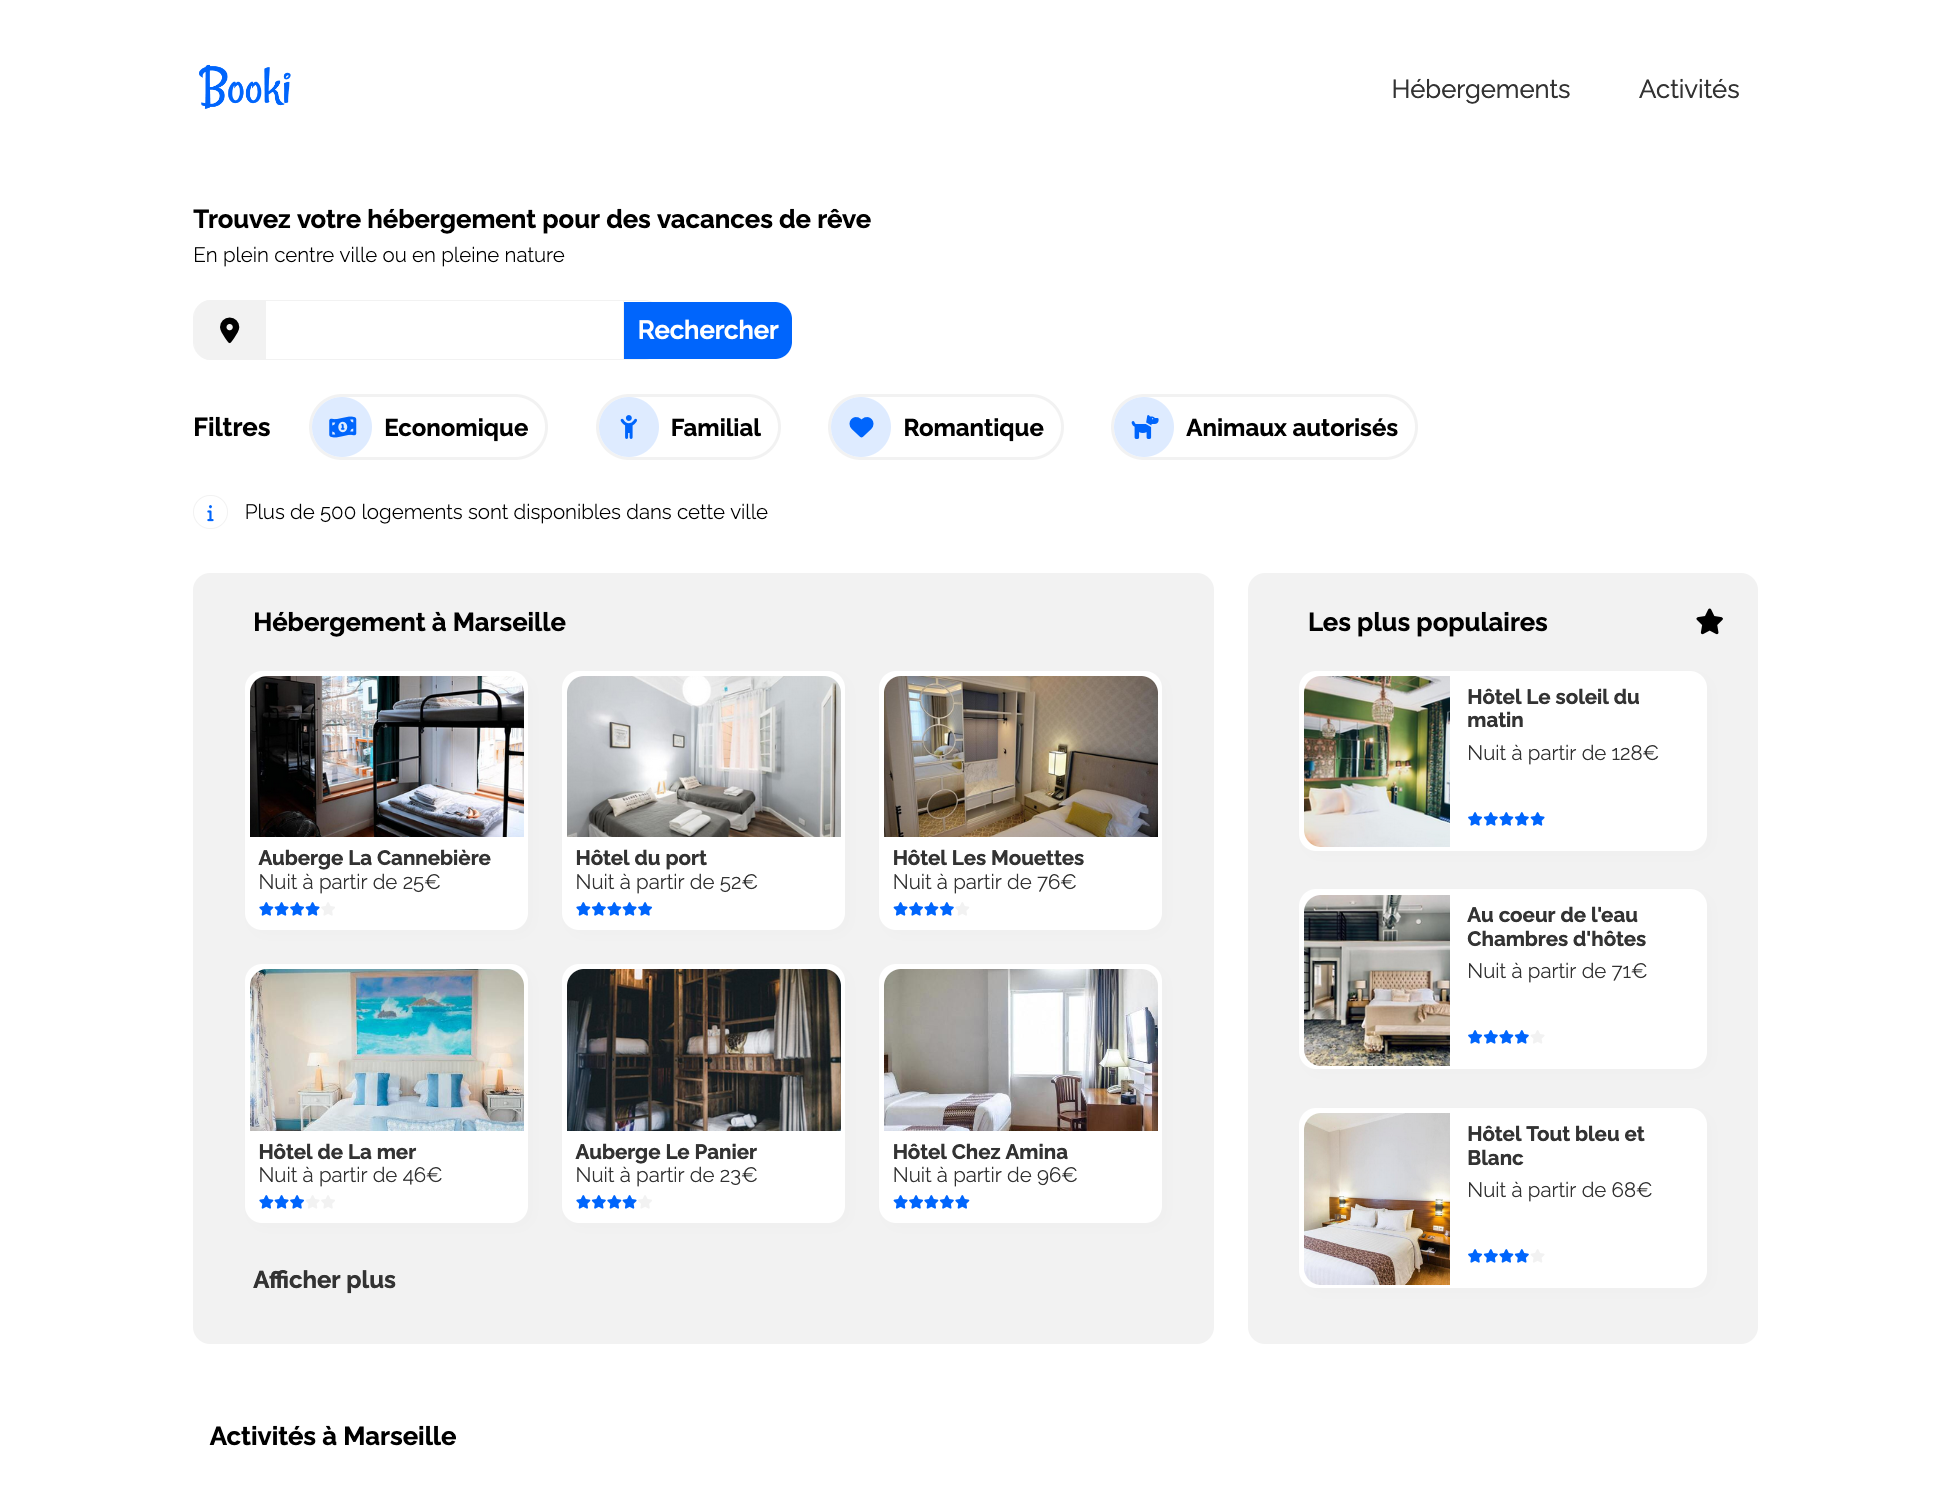 Booki
Hébergements
Activités
Trouvez votre hébergement pour des vacances de rêve
En plein centre ville ou en pleine nature
Rechercher
Filtres
Economique
Familial
Romantique
Animaux autorisés
Plus de 500 logements sont disponibles dans cette ville
Hébergement à Marseille
Auberge La Cannebière
Nuit à partir de 25€
Hôtel du port
Nuit à partir de 52€
Hôtel Les Mouettes
Nuit à partir de 76€
Hôtel de La mer
Nuit à partir de 46€
Auberge Le Panier
Nuit à partir de 23€
Hôtel Chez Amina
Nuit à partir de 96€
Afficher plus
Les plus populaires
Hôtel Le soleil du
matin
Nuit à partir de 128€
Au coeur de l'eau
Chambres d'hôtes
Nuit à partir de 71€
Hôtel Tout bleu et
Blanc
Nuit à partir de 68€
Activités à Marseille